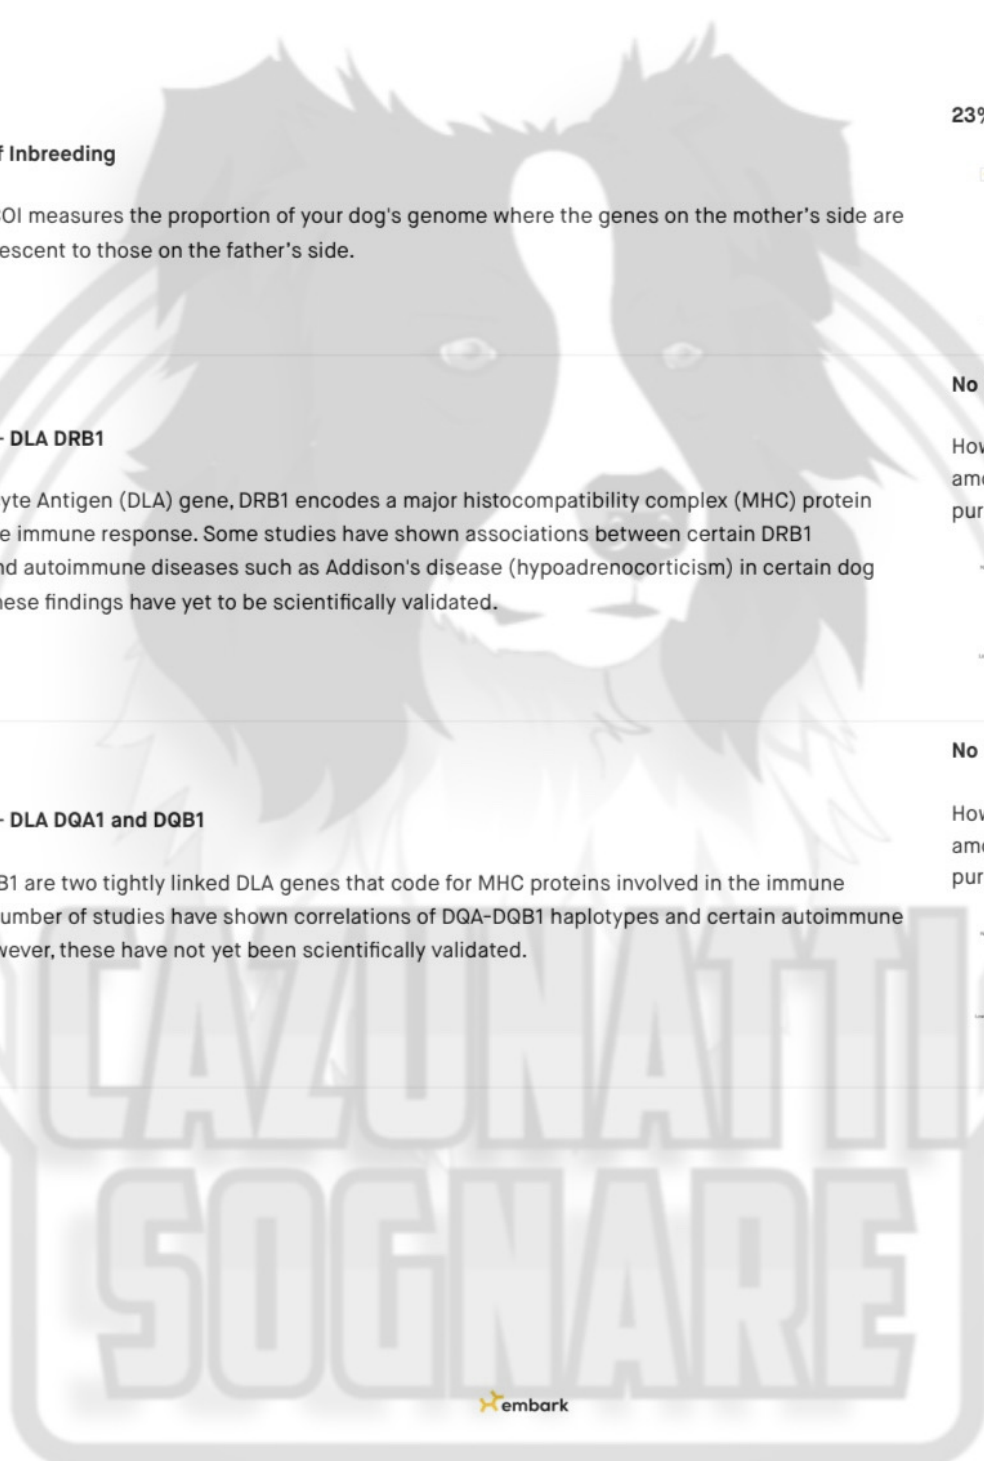 23%
f Inbreeding
OI measures the proportion of your dog's genome where the genes on the mother's side are
escent to those on the father's side.
No
- DLA DRB1
How
yte Antigen (DLA) gene, DRB1 encodes a major histocompatibility complex (MHC) protein
amo
e immune response. Some studies have shown associations between certain DRB1
pur
nd autoimmune diseases such as Addison's disease (hypoadrenocorticism) in certain dog
hese findings have yet to be scientifically validated.
No
- DLA DQA1 and DQB1
How
amo
B1 are two tightly linked DLA genes that code for MHC proteins involved in the immune
pur
umber of studies have shown correlations of DQA-DQB1 haplotypes and certain autoimmune
wever, these have not yet been scientifically validated.
CAZUNATTI
SOGNARE
embark